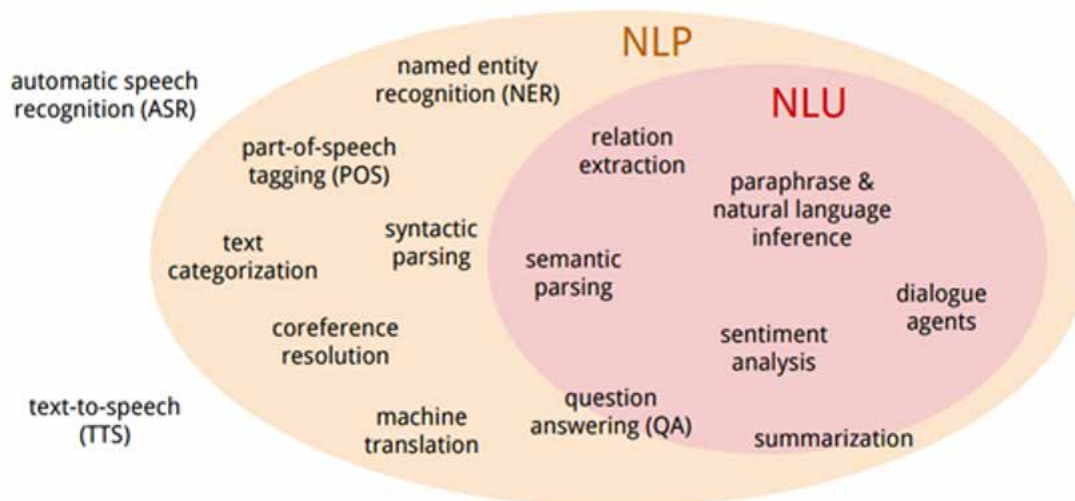 NLP
NLU
automatic speech
recognition (ASR)
named entity
recognition (NER)
part-of-speech
tagging (POS)
relation
extraction
paraphrase &
natural language
inference
text
categorization
syntactic
parsing
semantic
parsing
dialogue
agents
coreference
resolution
sentiment
analysis
text-to-speech
(TTS)
machine
translation
question
answering (QA)
summarization